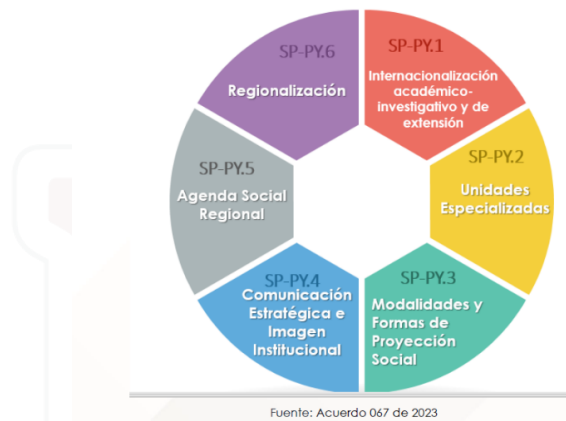 SP-PY.6
Regionalización
SP-PY.1
Internacionalización
académico-
investigativo y de
extensión
SP-PY.2
Unidades
Especializadas
SP-PY.3
Modalidades y
Formas de
Proyección
Social
SP-PY.4
Comunicación
Estratégica e
Imagen
Institucional
SP-PY.5
Agenda Social
Regional
Fuente: Acuerdo 067 de 2023